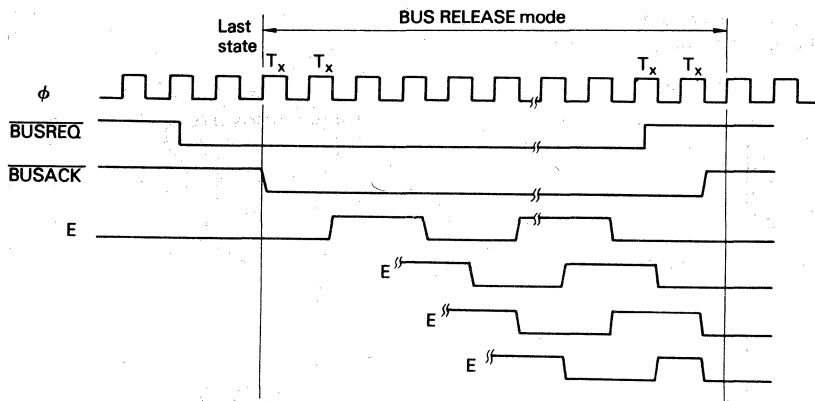 BUS RELEASE mode
Last
state
Tx Tx Tx Tx
φ
BUSREQ
BUSACK
E
E
E
E